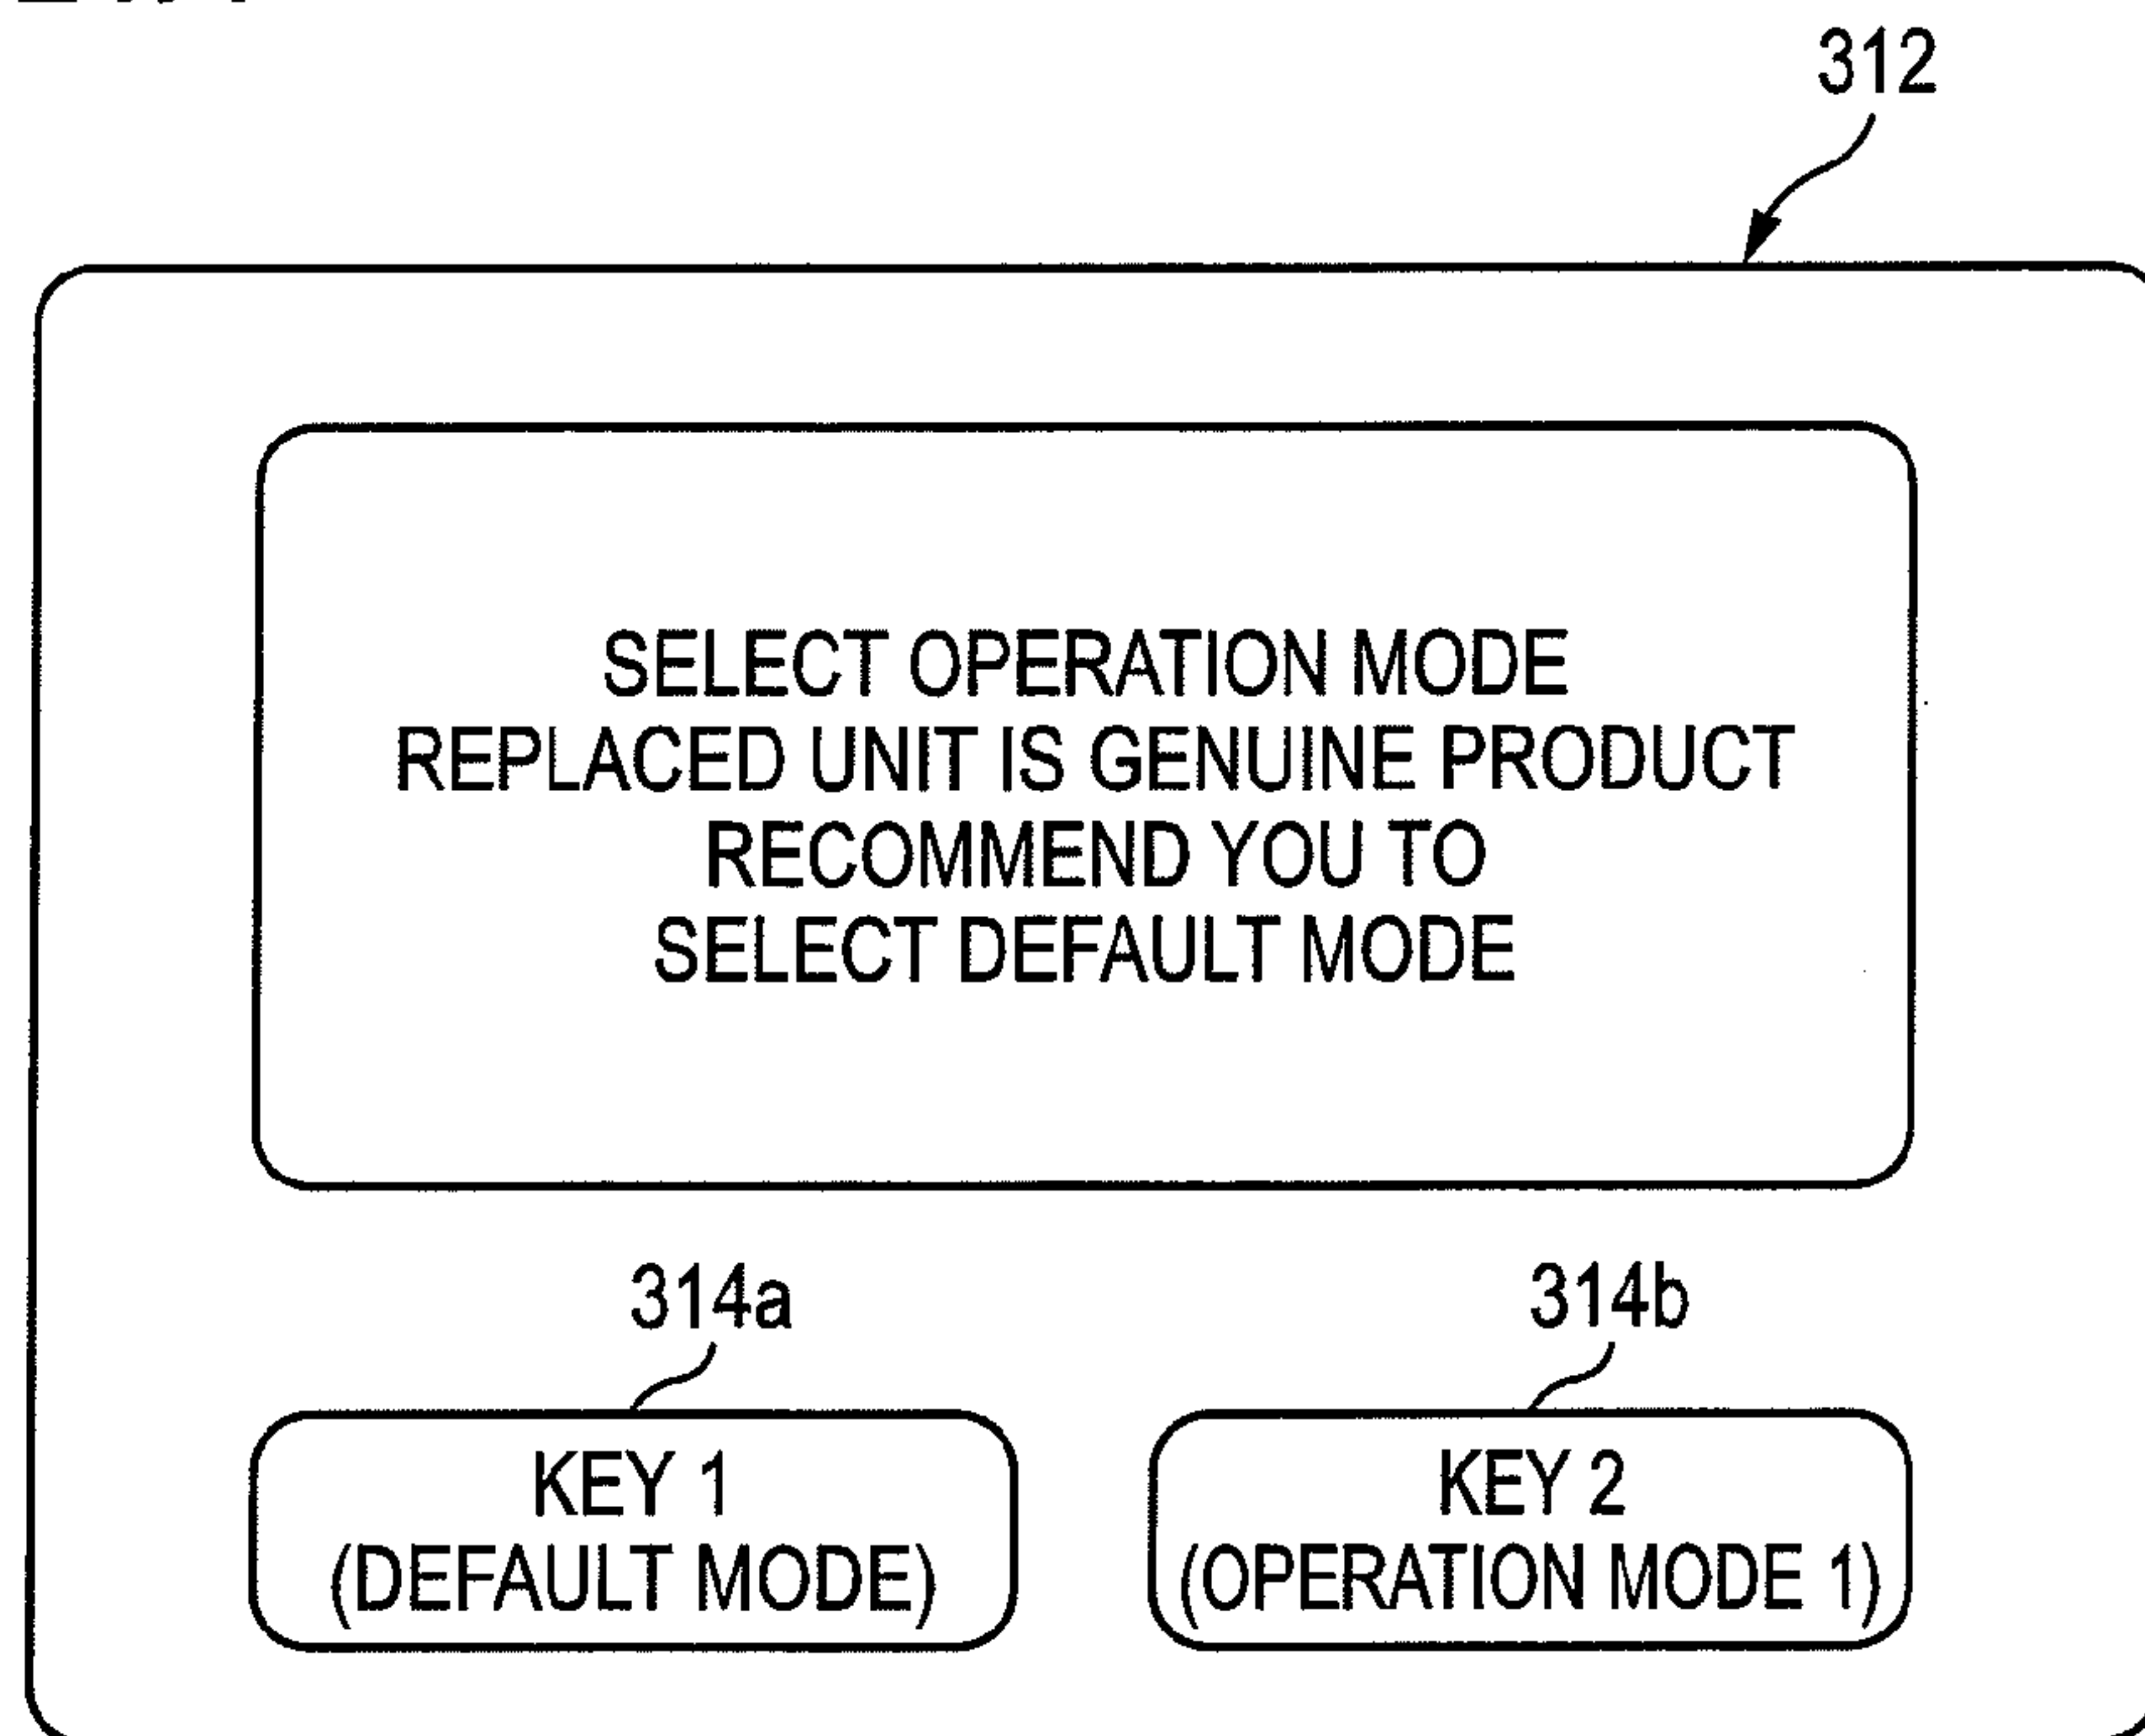 312
SELECT OPERATION MODE
REPLACED UNIT IS GENUINE PRODUCT
RECOMMEND YOU TO
SELECT DEFAULT MODE
314a
314b
KEY 1
(DEFAULT MODE)
KEY 2
(OPERATION MODE 1)